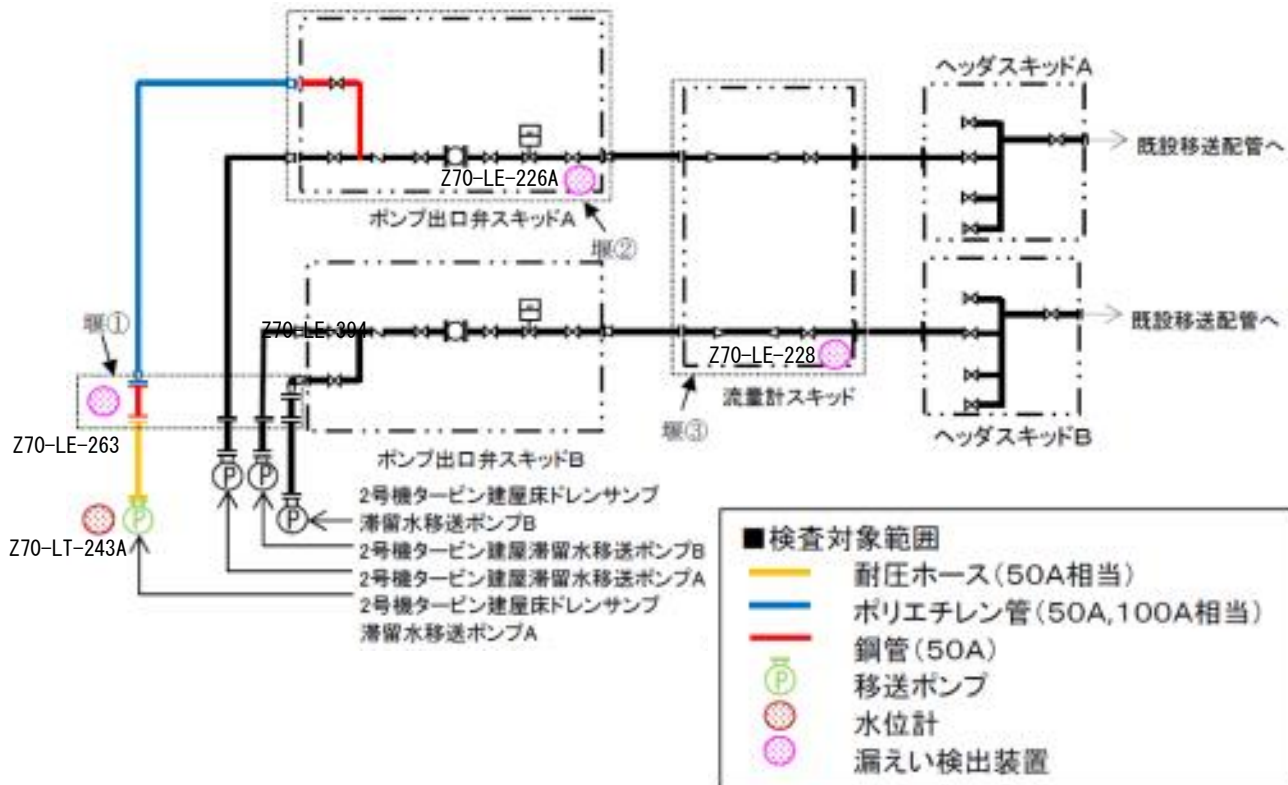 ヘッダスキッドA
既設移送配管へ
Z70-LE-226A
ポンプ出口弁スキッドA
堰②
堰①
Z70-LE-394
既設移送配管へ
Z70-LE-228
流量計スキッド
堰③
ヘッダスキッドB
Z70-LE-263
ポンプ出口弁スキッドB
P
P
P
P
Z70-LT-243A
2号機タービン建屋床ドレンサンプ
滞留水移送ポンプB
2号機タービン建屋滞留水移送ポンプB
2号機タービン建屋滞留水移送ポンプA
2号機タービン建屋床ドレンサンプ
滞留水移送ポンプA
■検査対象範囲
耐圧ホース(50A相当)
ポリエチレン管(50A,100A相当)
鋼管(50A)
P
移送ポンプ
水位計
漏えい検出装置